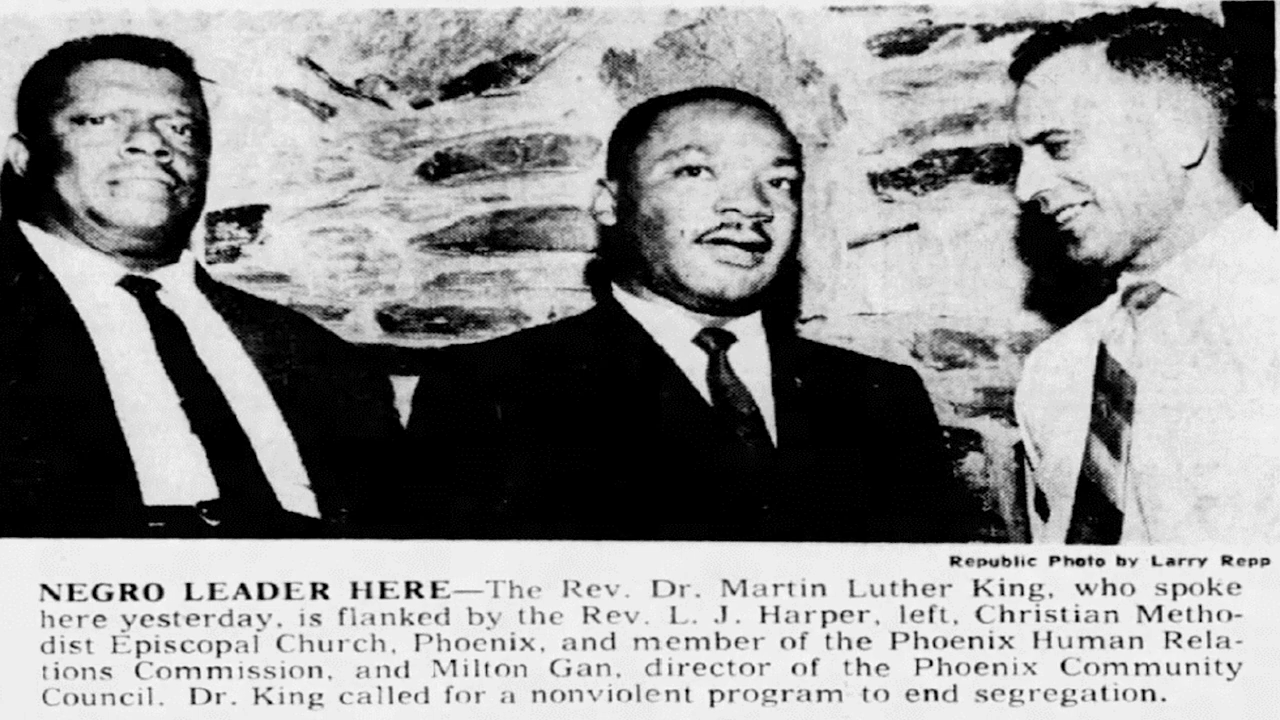 Republic Photo by Larry Repp
NEGRO LEADER HERE—The Rev. Dr. Martin Luther King, who spoke
here yesterday, is flanked by the Rev. L. J. Harper, left, Christian Metho-
dist Episcopal Church, Phoenix, and member of the Phoenix Human Rela-
tions Commission, and Milton Gan, director of the Phoenix Community
Council. Dr. King called for a nonviolent program to end segregation.